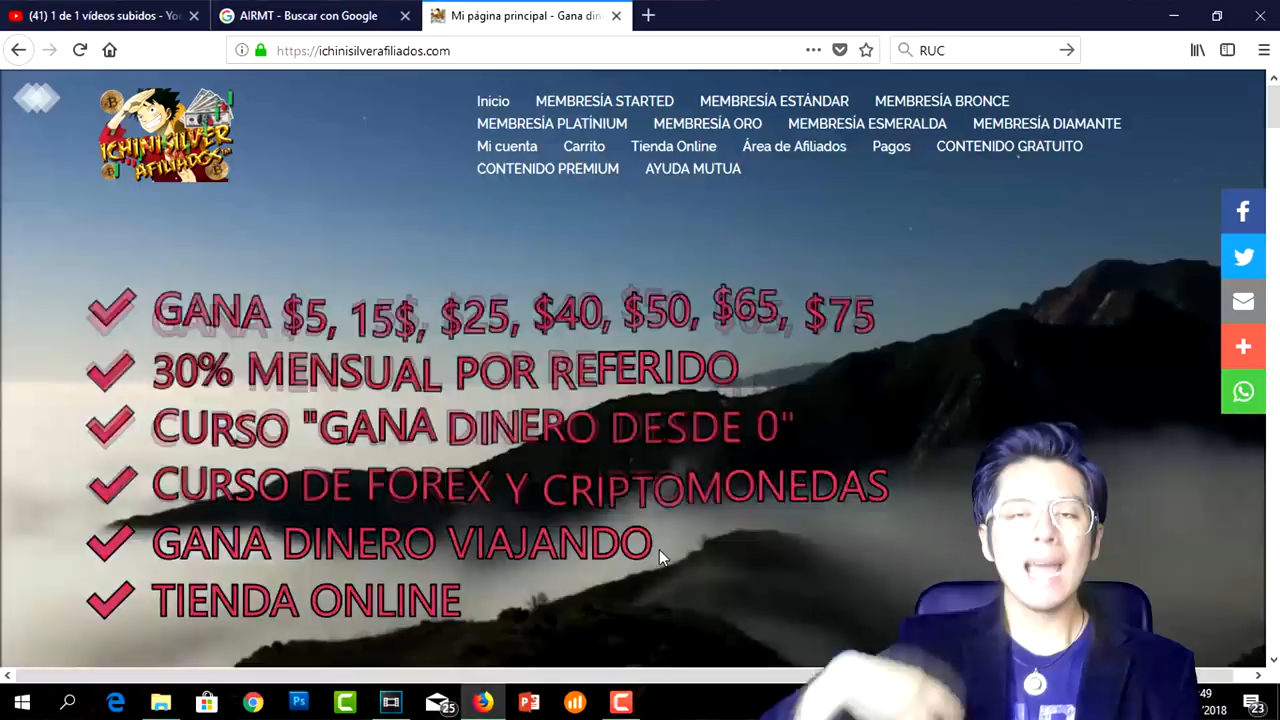 (41) 1 de 1 vídeos subidos - Yo
AIRMT - Buscar con Google
Mi página principal - Gana din
https://ichinisilverafiliados.com
RUC
ICHINISILVER
AFILIADOS
Inicio
MEMBRESÍA STARTED
MEMBRESÍA ESTÁNDAR
MEMBRESÍA BRONCE
MEMBRESÍA PLATINIUM
MEMBRESÍA ORO
MEMBRESÍA ESMERALDA
MEMBRESÍA DIAMANTE
Mi cuenta
Carrito
Tienda Online
Área de Afiliados
Pagos
CONTENIDO GRATUITO
CONTENIDO PREMIUM
AYUDA MUTUA
GANA $5, 15$, $25, $40, $50, $65, $75
30% MENSUAL POR REFERIDO
CURSO "GANA DINERO DESDE 0"
CURSO DE FOREX Y CRIPTOMONEDAS
GANA DINERO VIAJANDO
TIENDA ONLINE
25
:49
2018
23